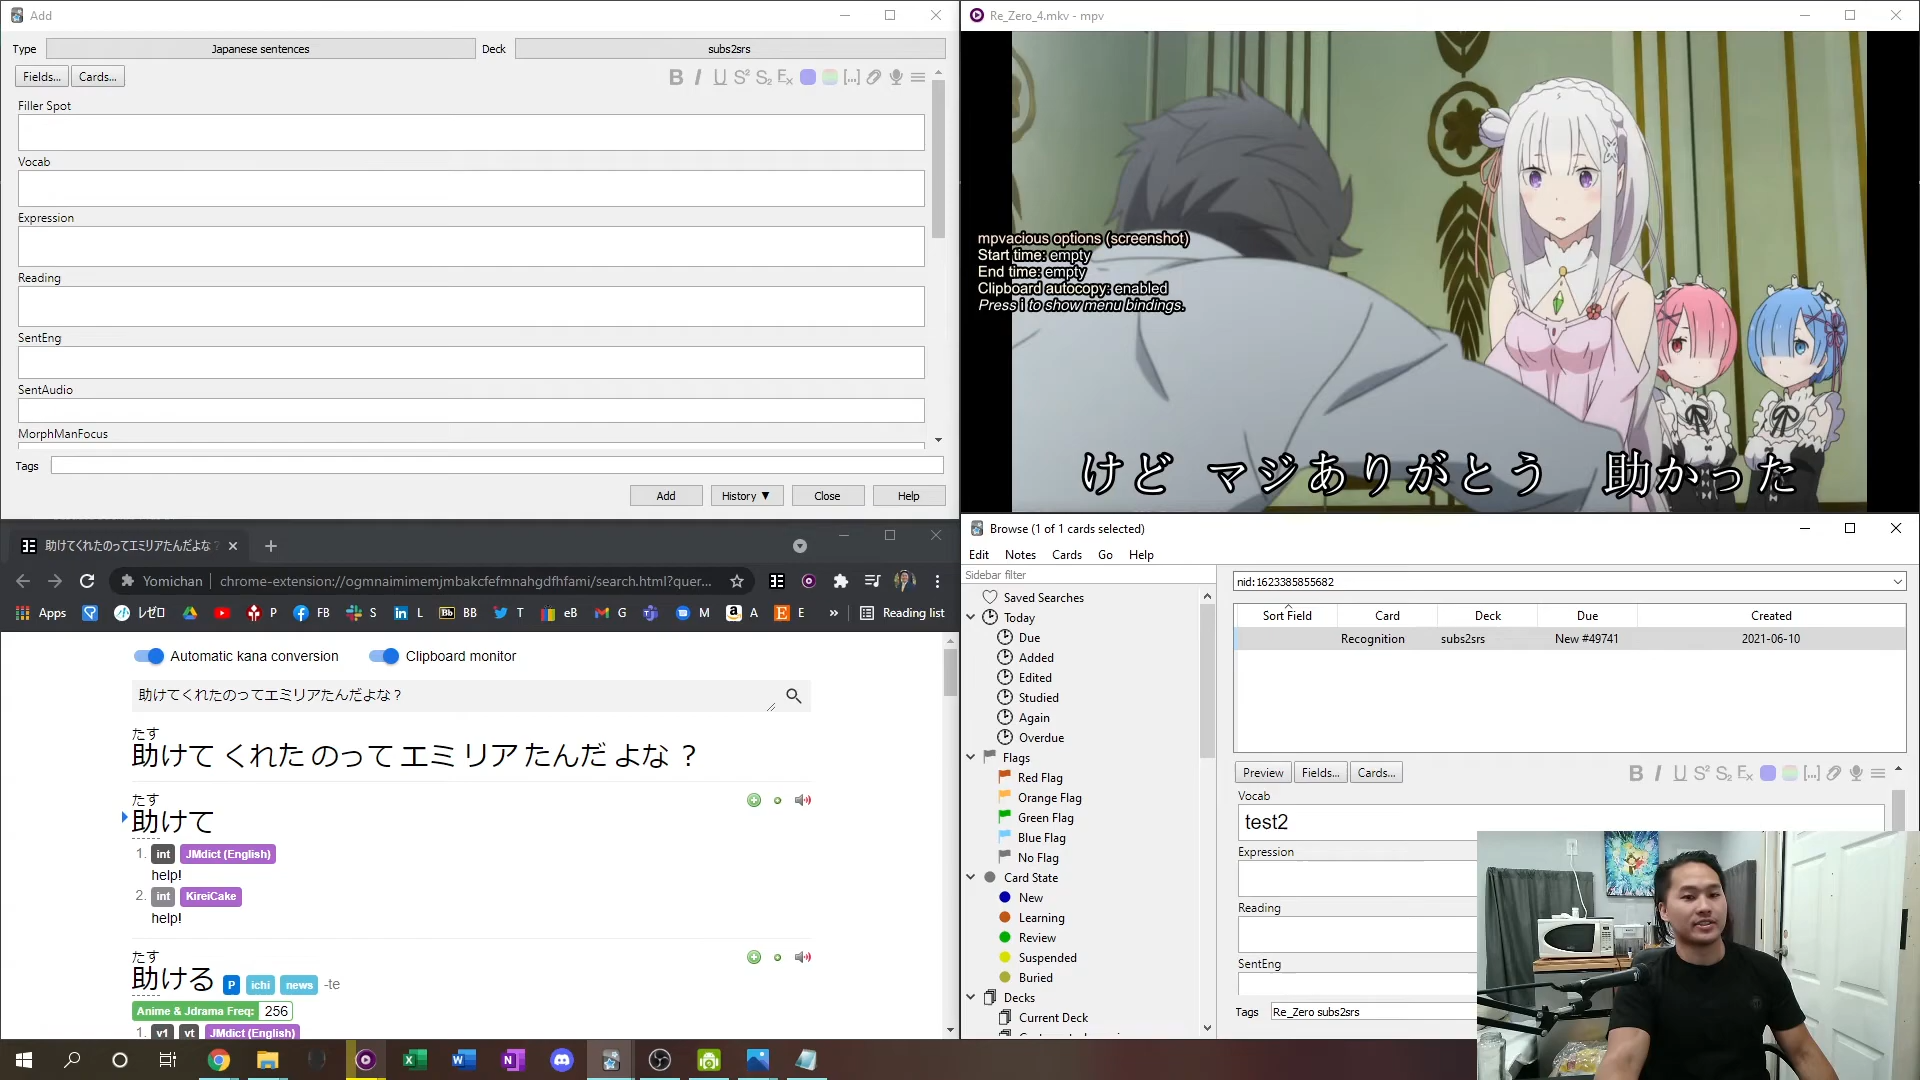 Add
Type
Japanese sentences
Deck
subs2srs
Fields...
Cards...
Filler Spot
Vocab
Expression
Reading
SentEng
SentAudio
MorphManFocus
Tags
Add
History ▼
Close
Help
Re_Zero_4.mkv - mpv
mpvacious options (screenshot)
Start time: empty
End time: empty
Clipboard autocopy: enabled
Press i to show menu bindings.
けど マジありがとう 助かった
助けてくれたのってエミリアたんだよな?
Yomichan
chrome-extension://ogmnaimimemjmbakcfefmnahgdfhfami/search.html?quer...
Apps
レゼロ
P
FB
S
L
BB
T
eB
G
M
A
E
»
Reading list
Automatic kana conversion
Clipboard monitor
助けてくれたのってエミリアたんだよな？
たす
助けて くれた のって エミ リア たんだ よな ？
たす
助けて
1. int JMdict (English)
help!
2. int KireiCake
help!
たす
助ける P ichi news -te
Anime & Jdrama Freq: 256
1. v1 vt JMdict (English)
Browse (1 of 1 cards selected)
Edit
Notes
Cards
Go
Help
Sidebar filter
Saved Searches
Today
Due
Added
Edited
Studied
Again
Overdue
Flags
Red Flag
Orange Flag
Green Flag
Blue Flag
No Flag
Card State
New
Learning
Review
Suspended
Buried
Decks
Current Deck
nid:1623385855682
Sort Field
Card
Deck
Due
Created
Recognition
subs2srs
New #49741
2021-06-10
Preview
Fields...
Cards...
Vocab
test2
Expression
Reading
SentEng
Tags
Re_Zero subs2srs